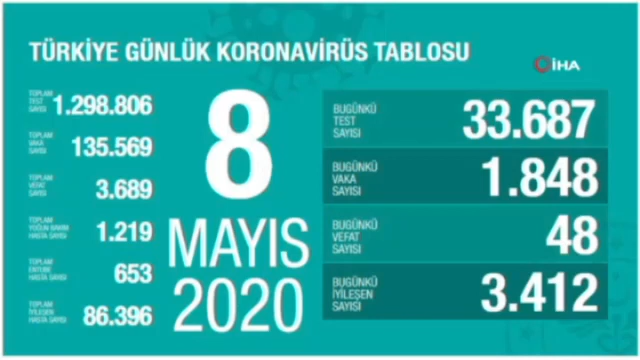 TÜRKİYE GÜNLÜK KORONAVİRÜS TABLOSU
İHA
TOPLAM
TEST
SAYISI
1.298.806
TOPLAM
VAKA
SAYISI
135.569
TOPLAM
VEFAT
SAYISI
3.689
TOPLAM
YOĞUN BAKIM
HASTA SAYISI
1.219
TOPLAM
ENTUBE
HASTA SAYISI
653
TOPLAM
İYİLEŞEN
HASTA SAYISI
86.396
8
MAYIS
2020
BUGÜNKÜ
TEST
SAYISI
33.687
BUGÜNKÜ
VAKA
SAYISI
1.848
BUGÜNKÜ
VEFAT
SAYISI
48
BUGÜNKÜ
İYİLEŞEN
SAYISI
3.412